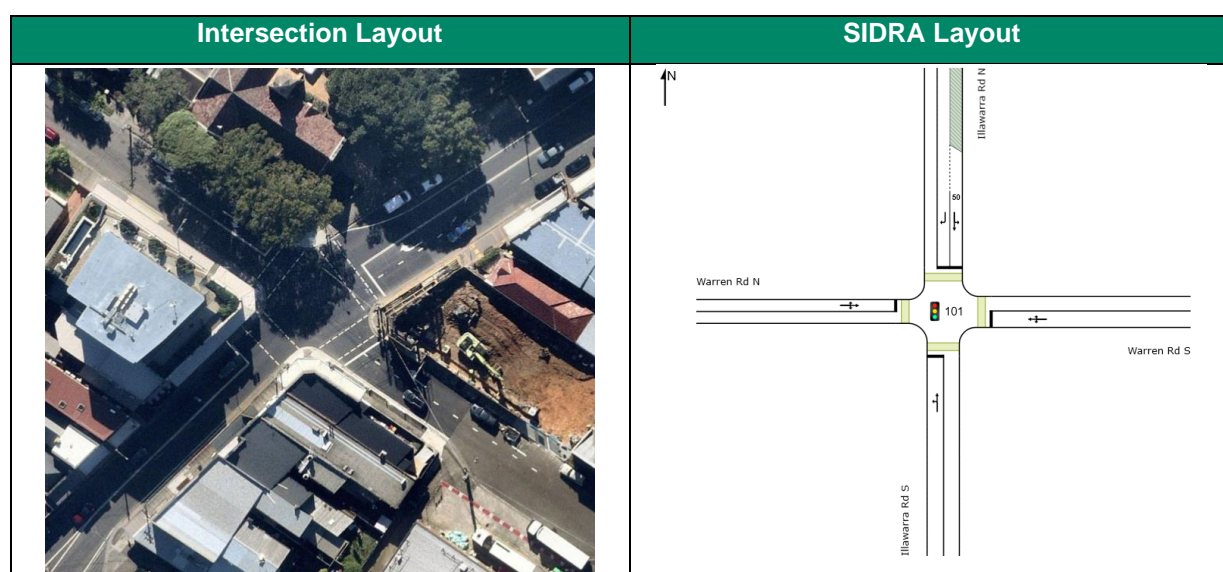 Intersection Layout
SIDRA Layout
N
Illawarra Rd N
50
Warren Rd N
101
Warren Rd S
Illawarra Rd S